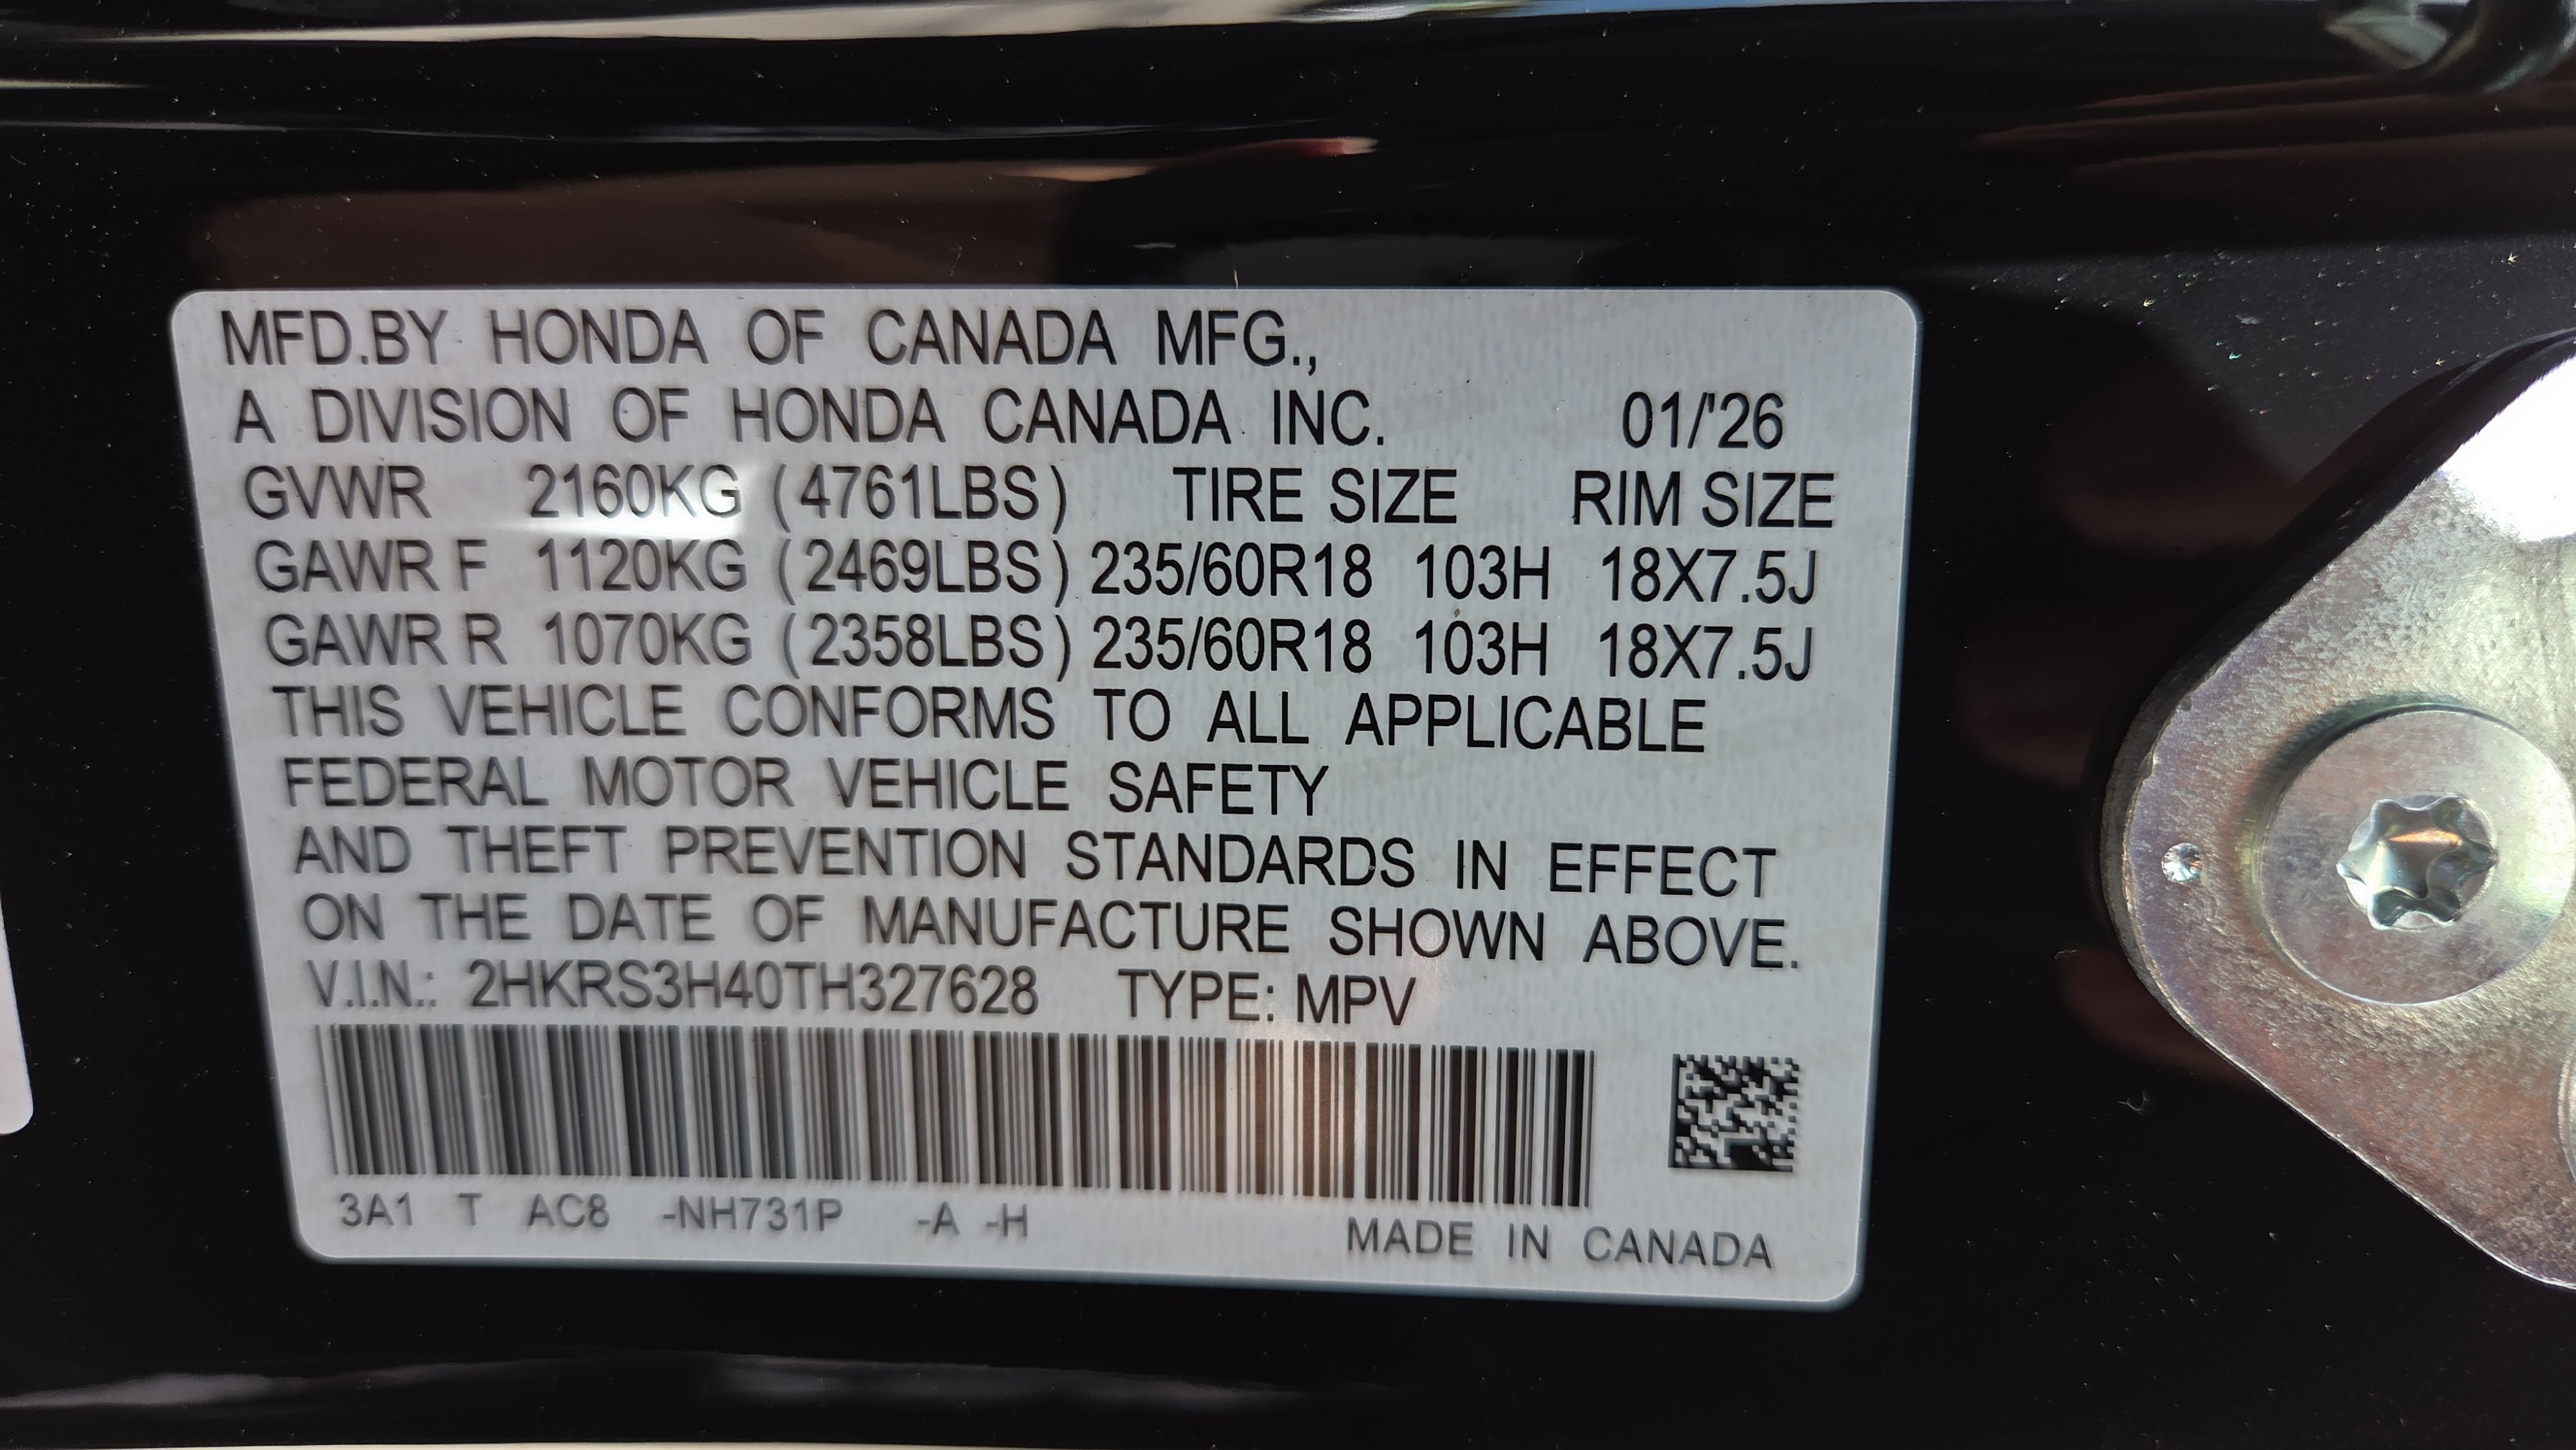 MFD.BY HONDA OF CANADA MFG.,
A DIVISION OF HONDA CANADA INC. 01/'26
GVWR 2160KG (4761LBS) TIRE SIZE RIM SIZE
GAWR F 1120KG (2469LBS) 235/60R18 103H 18X7.5J
GAWR R 1070KG (2358LBS) 235/60R18 103H 18X7.5J
THIS VEHICLE CONFORMS TO ALL APPLICABLE
FEDERAL MOTOR VEHICLE SAFETY
AND THEFT PREVENTION STANDARDS IN EFFECT
ON THE DATE OF MANUFACTURE SHOWN ABOVE.
V.I.N.: 2HKRS3H40TH327628 TYPE: MPV
3A1 T AC8 -NH731P -A -H MADE IN CANADA